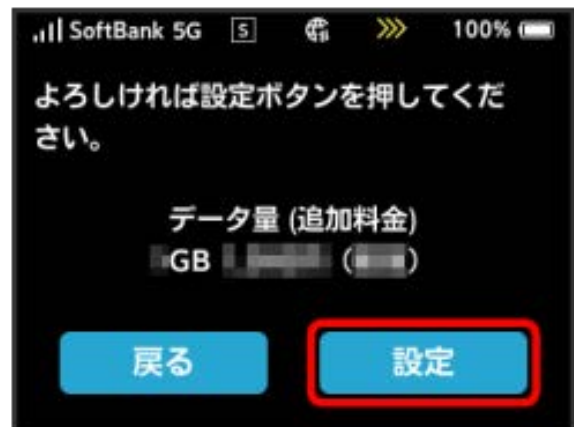 SoftBank 5G S 100%
よろしければ設定ボタンを押してくだ
さい。
データ量 (追加料金)
GB ( )
戻る 設定